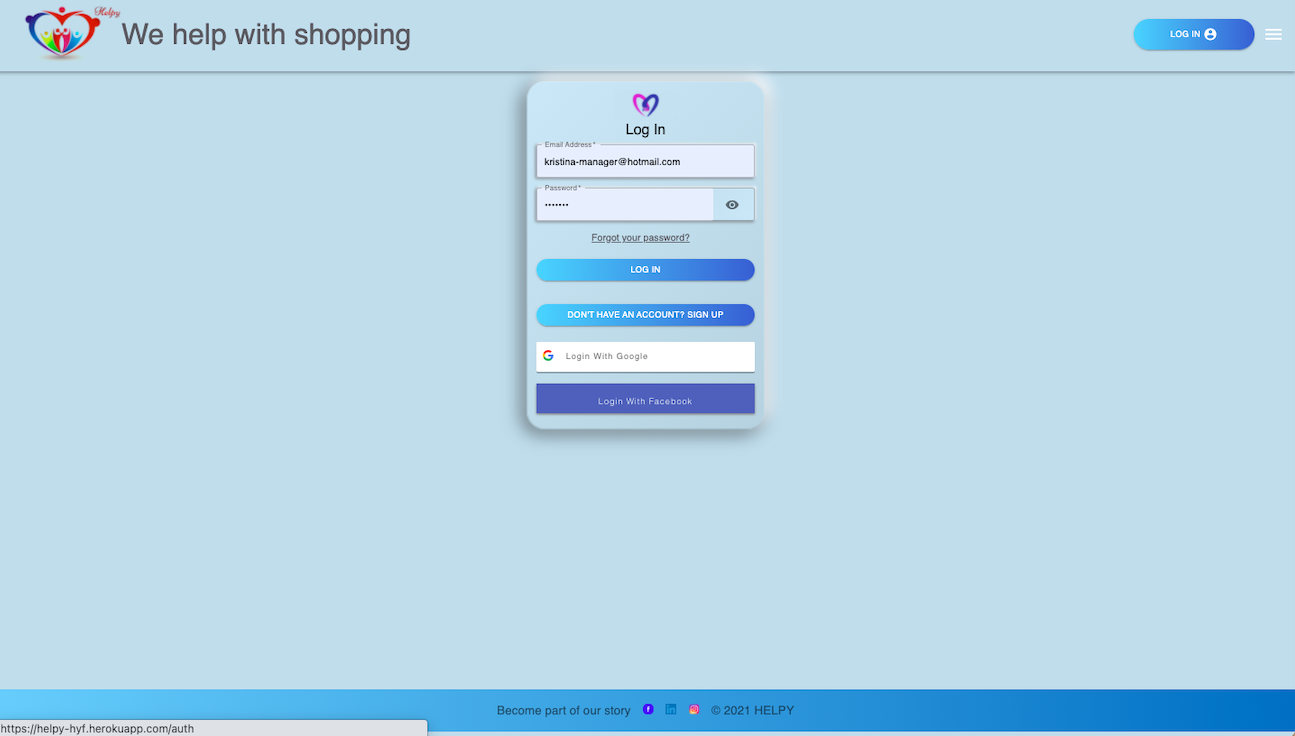 Helpy
We help with shopping
LOG IN
Log In
Email Address *
kristina-manager@hotmail.com
Password *
•••••••
Forgot your password?
LOG IN
DON'T HAVE AN ACCOUNT? SIGN UP
Login With Google
Login With Facebook
Become part of our story
© 2021 HELPY
https://helpy-hyf.herokuapp.com/auth